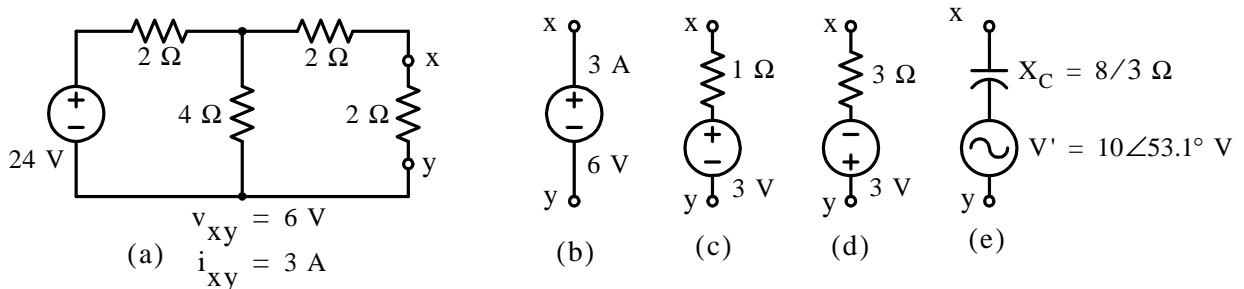 2 Ω
2 Ω
4 Ω
2 Ω
24 V
x
y
v_xy = 6 V
i_xy = 3 A
(a)
x
3 A
6 V
y
(b)
x
1 Ω
3 V
y
(c)
x
3 Ω
3 V
y
(d)
x
X_C = 8/3 Ω
V' = 10∠53.1° V
y
(e)